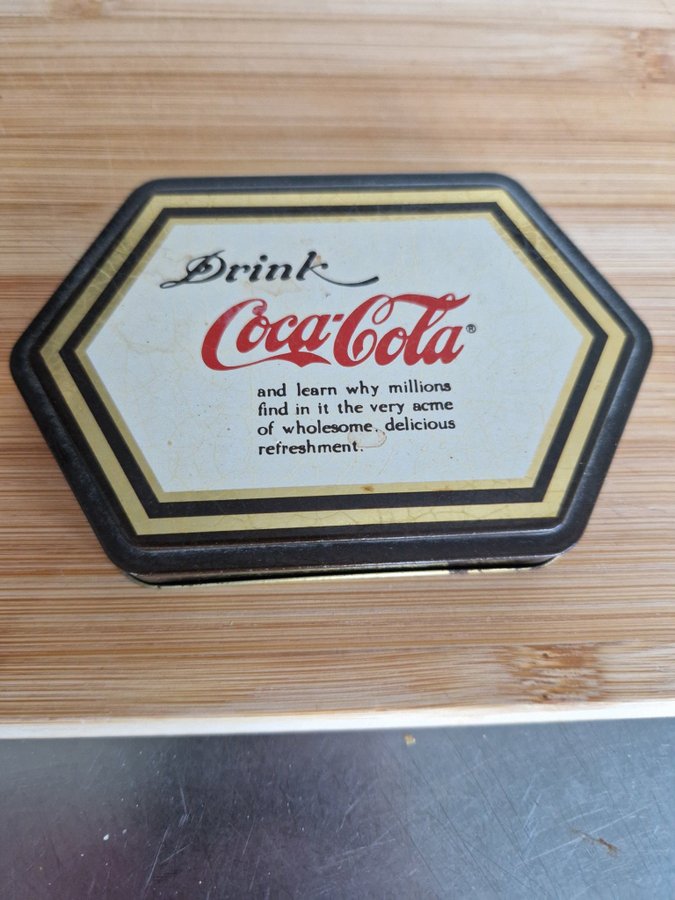 Drink
Coca-Cola®
and learn why millions
find in it the very acme
of wholesome, delicious
refreshment.